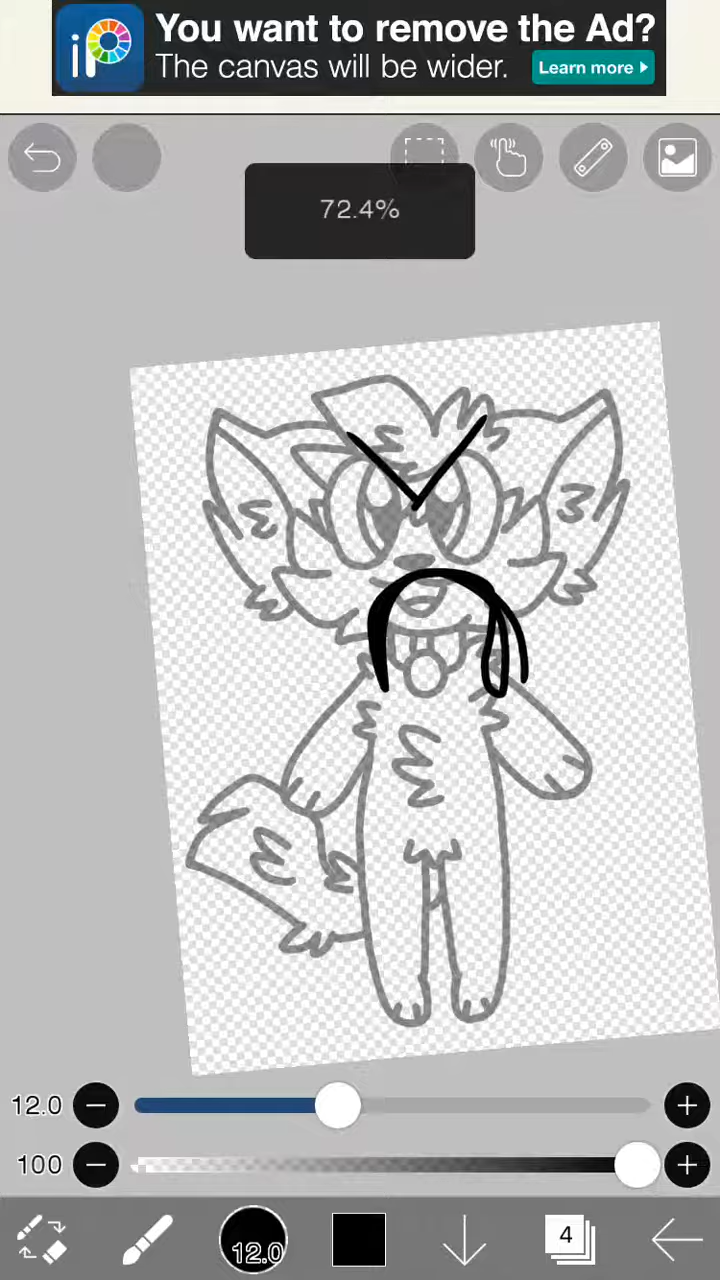 iP
You want to remove the Ad?
The canvas will be wider.
Learn more
72.4%
12.0
100
12.0
4